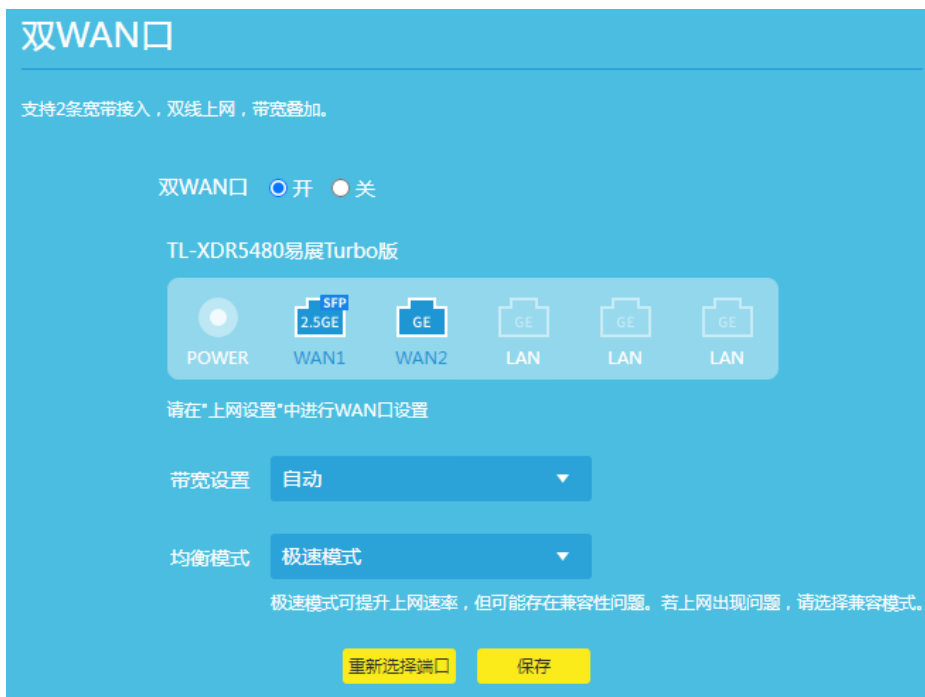 双WAN口
支持2条宽带接入，双线上网，带宽叠加。
双WAN口 开 关
TL-XDR5480易展Turbo版
SFP
2.5GE GE GE GE GE
POWER WAN1 WAN2 LAN LAN LAN
请在"上网设置"中进行WAN口设置
带宽设置 自动
均衡模式 极速模式
极速模式可提升上网速率，但可能存在兼容性问题。若上网出现问题，请选择兼容模式。
重新选择端口 保存